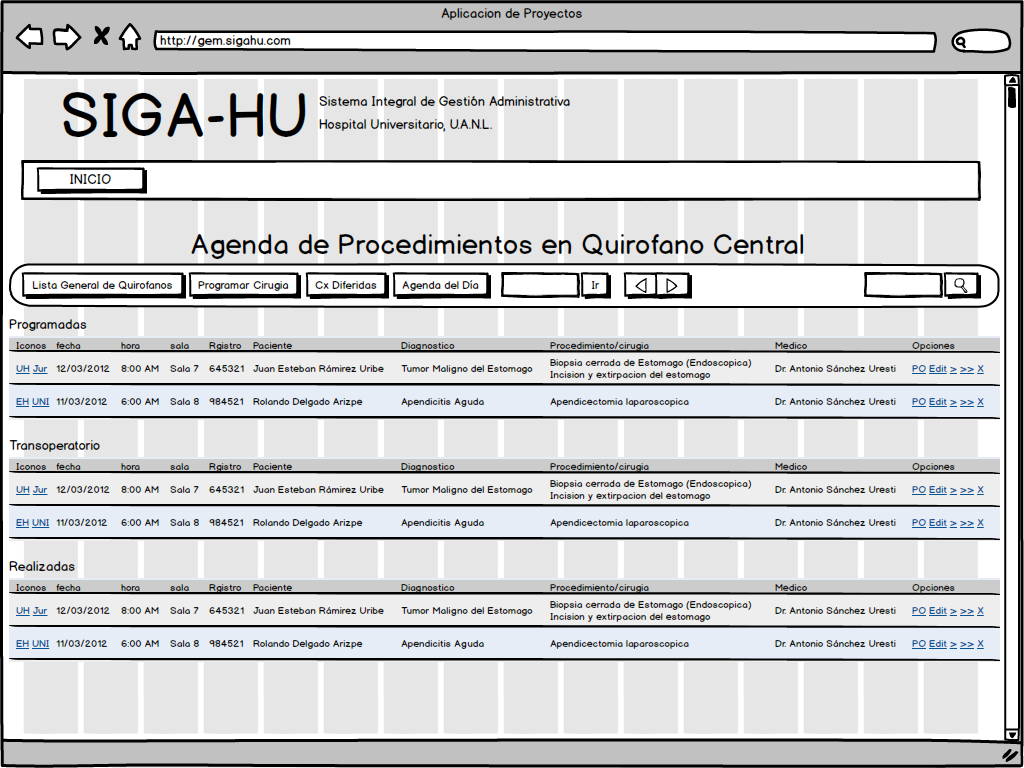 Aplicacion de Proyectos
http://gem.sigahu.com
SIGA-HU
Sistema Integral de Gestión Administrativa
Hospital Universitario, U.A.N.L.
INICIO
Agenda de Procedimientos en Quirofano Central
Lista General de Quirofanos Programar Cirugia Cx Diferidas Agenda del Día Ir
Programadas
Iconos fecha hora sala Rgistro Paciente Diagnostico Procedimiento/cirugia Medico Opciones
UH Jur 12/03/2012 8:00 AM Sala 7 645321 Juan Esteban Rámirez Uribe Tumor Maligno del Estomago Biopsia cerrada de Estomago (Endoscopica) Dr. Antonio Sánchez Uresti PO Edit > >> X
Incision y extirpacion del estomago
EH UNI 11/03/2012 6:00 AM Sala 8 984521 Rolando Delgado Arizpe Apendicitis Aguda Apendicectomia laparoscopica Dr. Antonio Sánchez Uresti PO Edit > >> X
Transoperatorio
Iconos fecha hora sala Rgistro Paciente Diagnostico Procedimiento/cirugia Medico Opciones
UH Jur 12/03/2012 8:00 AM Sala 7 645321 Juan Esteban Rámirez Uribe Tumor Maligno del Estomago Biopsia cerrada de Estomago (Endoscopica) Dr. Antonio Sánchez Uresti PO Edit > >> X
Incision y extirpacion del estomago
EH UNI 11/03/2012 6:00 AM Sala 8 984521 Rolando Delgado Arizpe Apendicitis Aguda Apendicectomia laparoscopica Dr. Antonio Sánchez Uresti PO Edit > >> X
Realizadas
Iconos fecha hora sala Rgistro Paciente Diagnostico Procedimiento/cirugia Medico Opciones
UH Jur 12/03/2012 8:00 AM Sala 7 645321 Juan Esteban Rámirez Uribe Tumor Maligno del Estomago Biopsia cerrada de Estomago (Endoscopica) Dr. Antonio Sánchez Uresti PO Edit > >> X
Incision y extirpacion del estomago
EH UNI 11/03/2012 6:00 AM Sala 8 984521 Rolando Delgado Arizpe Apendicitis Aguda Apendicectomia laparoscopica Dr. Antonio Sánchez Uresti PO Edit > >> X